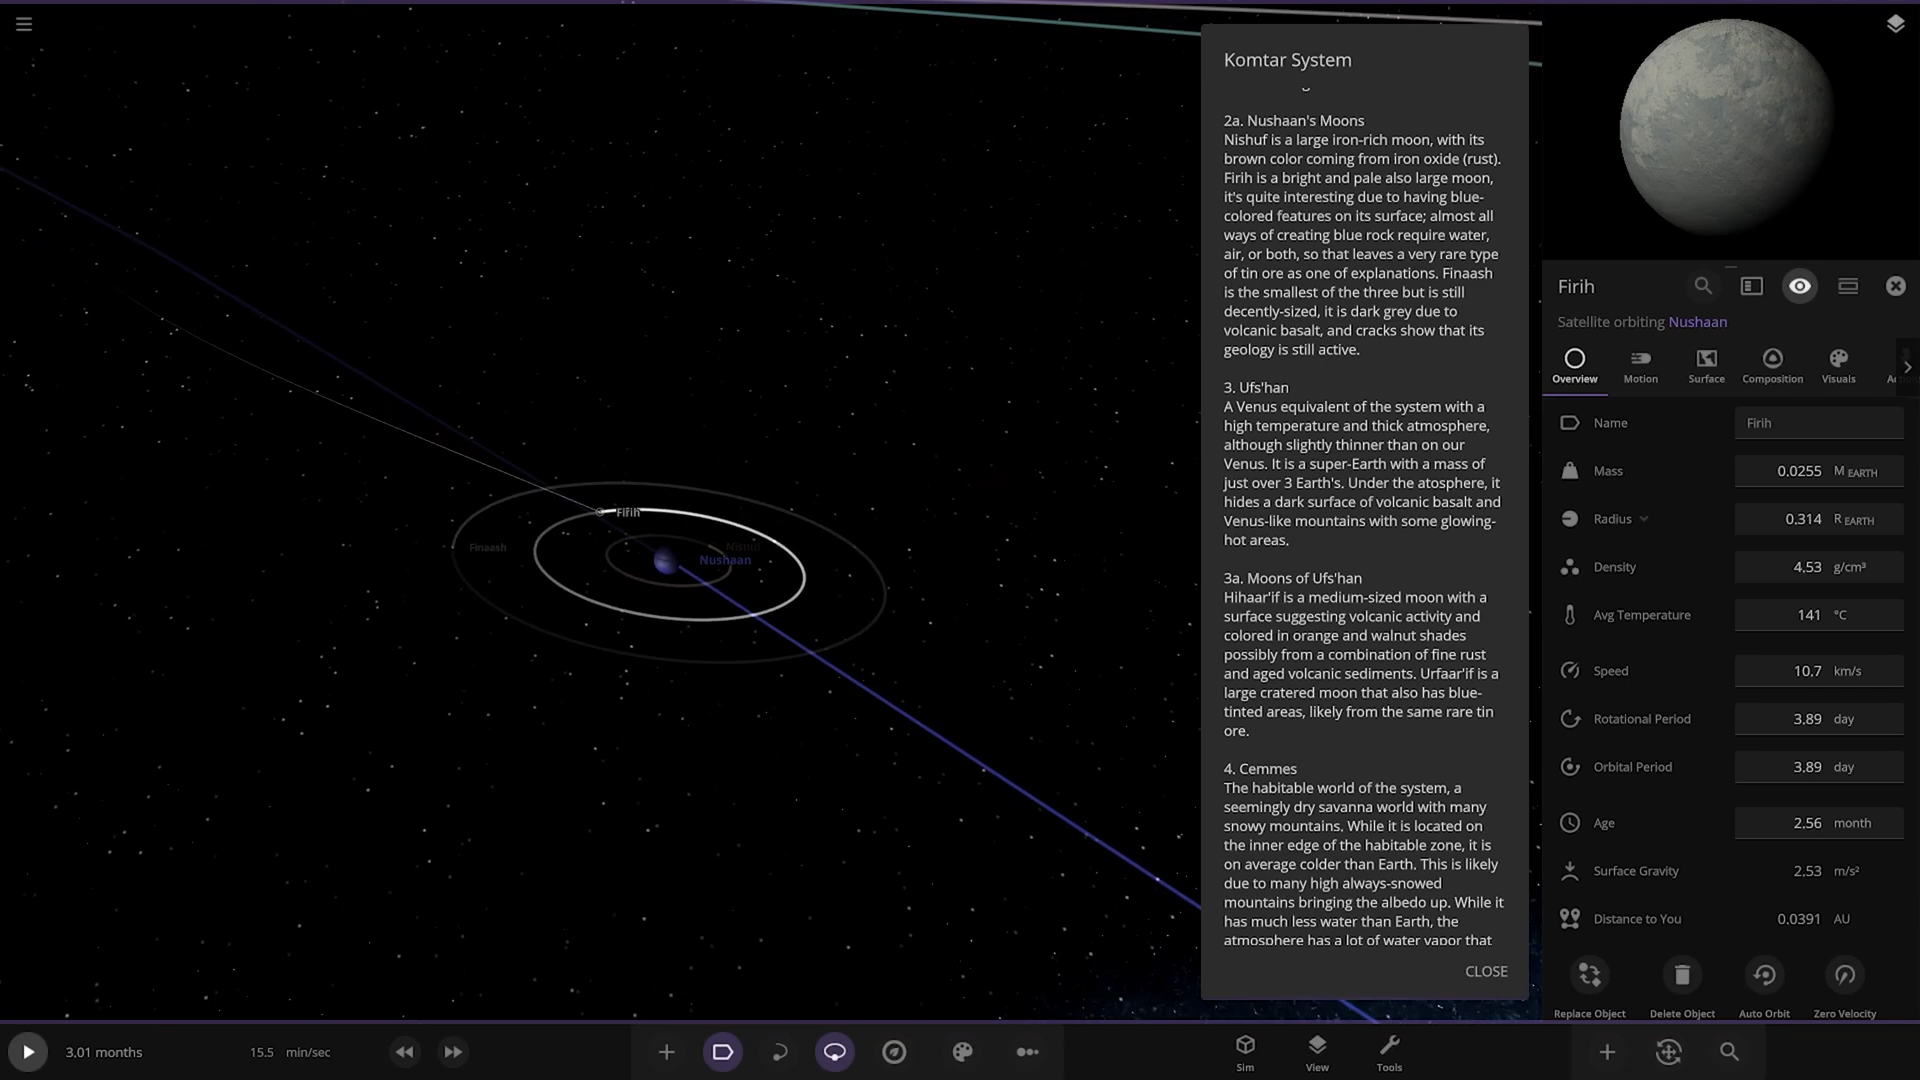 Komtar System
2a. Nushaan's Moons
Nishuf is a large iron-rich moon, with its
brown color coming from iron oxide (rust).
Firih is a bright and pale also large moon,
it's quite interesting due to having blue-
colored features on its surface; almost all
ways of creating blue rock require water,
air, or both, so that leaves a very rare type
of tin ore as one of explanations. Finaash
is the smallest of the three but is still
decently-sized, it is dark grey due to
volcanic basalt, and cracks show that its
geology is still active.
3. Ufs'han
A Venus equivalent of the system with a
high temperature and thick atmosphere,
although slightly thinner than on our
Venus. It is a super-Earth with a mass of
just over 3 Earth's. Under the atosphere, it
hides a dark surface of volcanic basalt and
Venus-like mountains with some glowing-
hot areas.
3a. Moons of Ufs'han
Hihaar'if is a medium-sized moon with a
surface suggesting volcanic activity and
colored in orange and walnut shades
possibly from a combination of fine rust
and aged volcanic sediments. Urfaar'if is a
large cratered moon that also has blue-
tinted areas, likely from the same rare tin
ore.
4. Cemmes
The habitable world of the system, a
seemingly dry savanna world with many
snowy mountains. While it is located on
the inner edge of the habitable zone, it is
on average colder than Earth. This is likely
due to many high always-snowed
mountains bringing the albedo up. While it
has much less water than Earth, the
atmosphere has a lot of water vapor that
CLOSE
Firih
Finaash
Nishuf
Nushaan
Firih
Satellite orbiting Nushaan
Overview Motion Surface Composition Visuals
Name Firih
Mass 0.0255 M EARTH
Radius 0.314 R EARTH
Density 4.53 g/cm³
Avg Temperature 141 °C
Speed 10.7 km/s
Rotational Period 3.89 day
Orbital Period 3.89 day
Age 2.56 month
Surface Gravity 2.53 m/s²
Distance to You 0.0391 AU
Replace Object Delete Object Auto Orbit Zero Velocity
3.01 months 15.5 min/sec
Sim View Tools